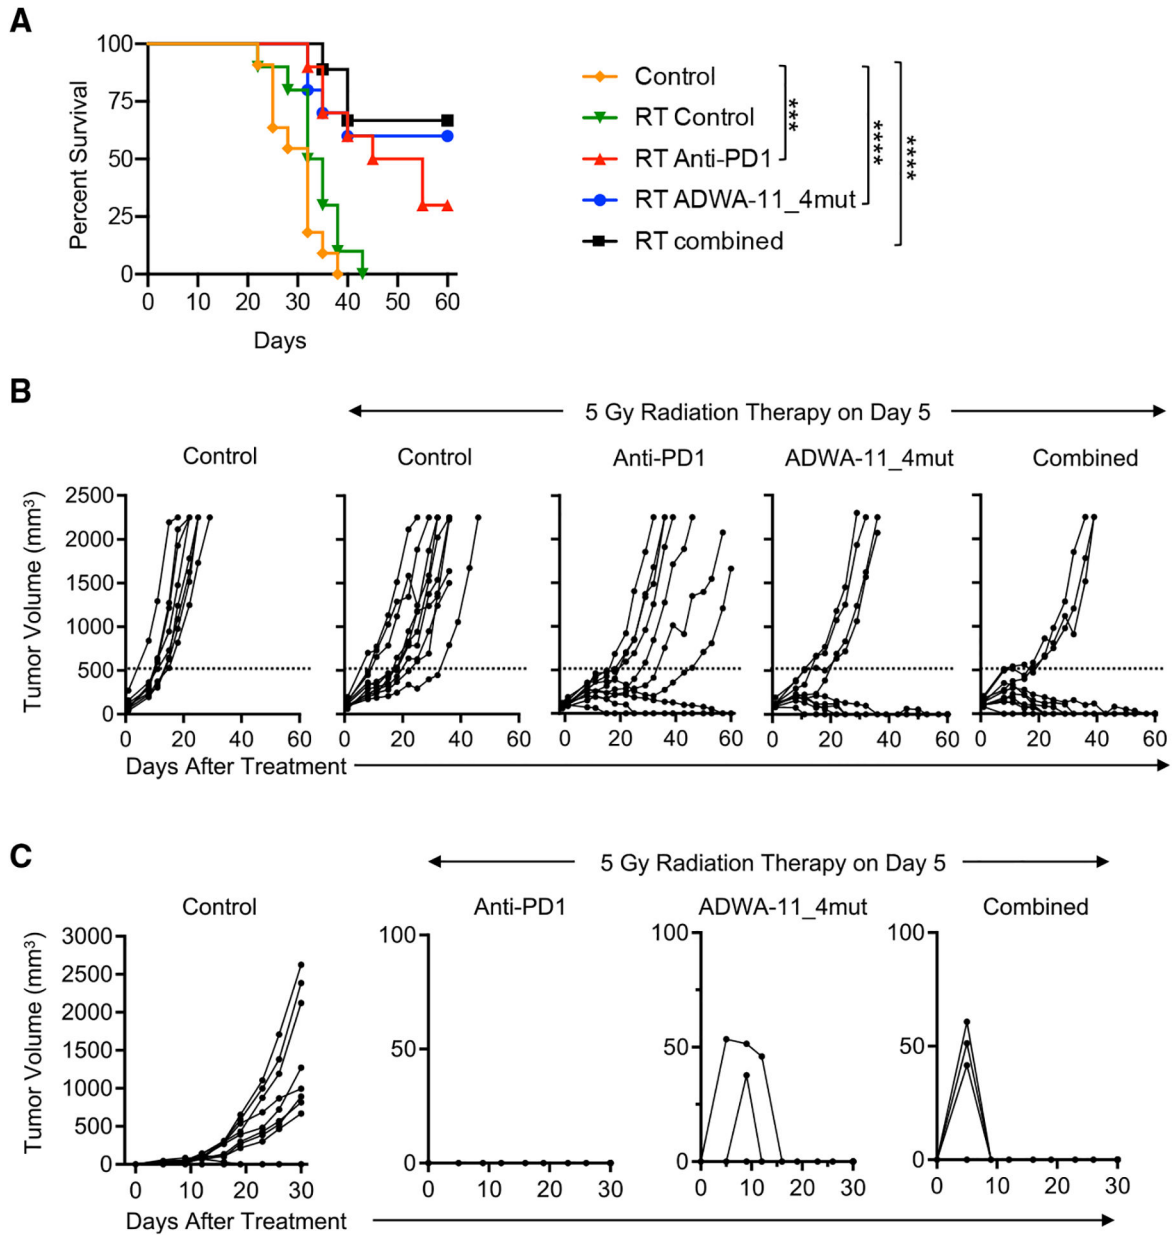 A
100
75
50
25
0
Percent Survival
0 10 20 30 40 50 60
Days
Control
RT Control
RT Anti-PD1
RT ADWA-11_4mut
RT combined
***
****
****
B
5 Gy Radiation Therapy on Day 5
Control Control Anti-PD1 ADWA-11_4mut Combined
Tumor Volume (mm³)
2500
2000
1500
1000
500
0
0 20 40 60 0 20 40 60 0 20 40 60 0 20 40 60 0 20 40 60
Days After Treatment
C
5 Gy Radiation Therapy on Day 5
Control Anti-PD1 ADWA-11_4mut Combined
Tumor Volume (mm³)
3000
2500
2000
1500
1000
500
0
100
50
0
100
50
0
100
50
0
0 10 20 30 0 10 20 30 0 10 20 30 0 10 20 30
Days After Treatment